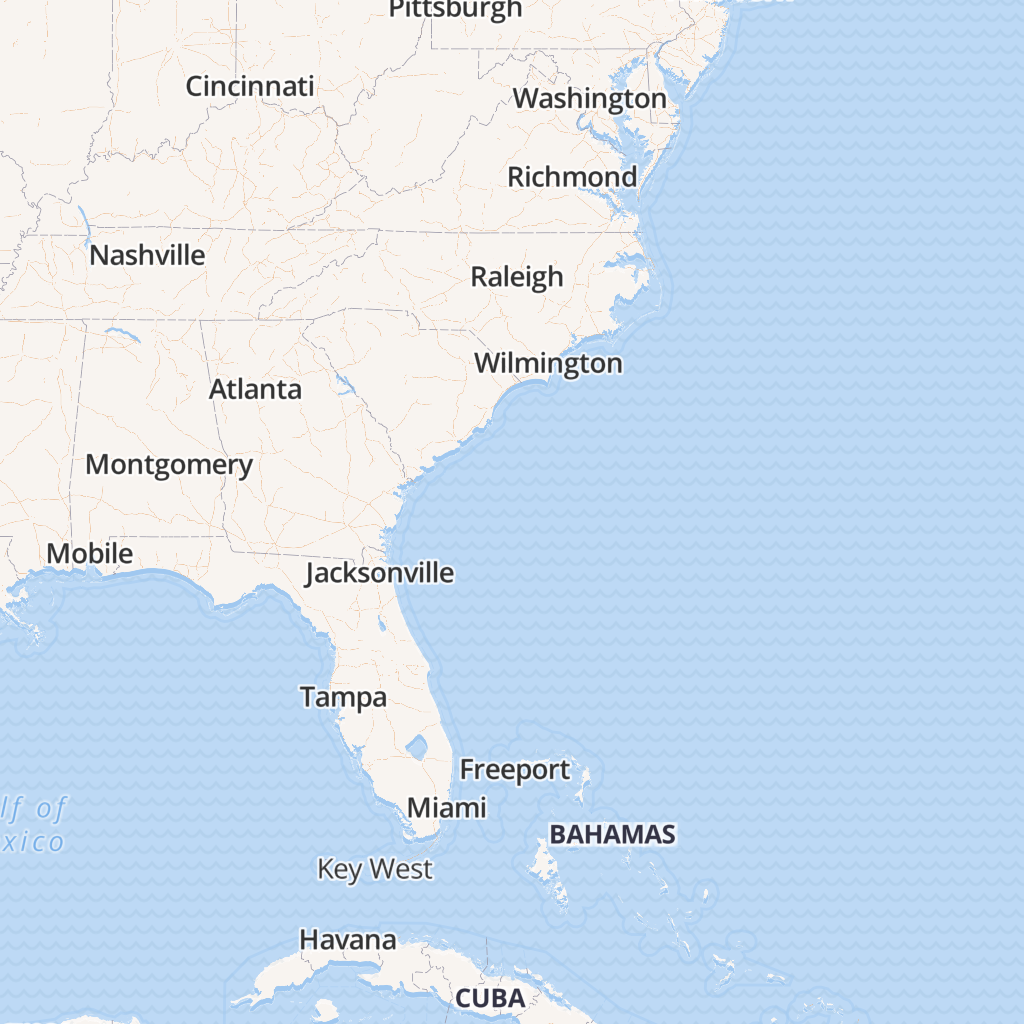 Pittsburgh
Cincinnati
Washington
Richmond
Nashville
Raleigh
Wilmington
Atlanta
Montgomery
Mobile
Jacksonville
Tampa
Freeport
Miami
lf of
xico
BAHAMAS
Key West
Havana
CUBA